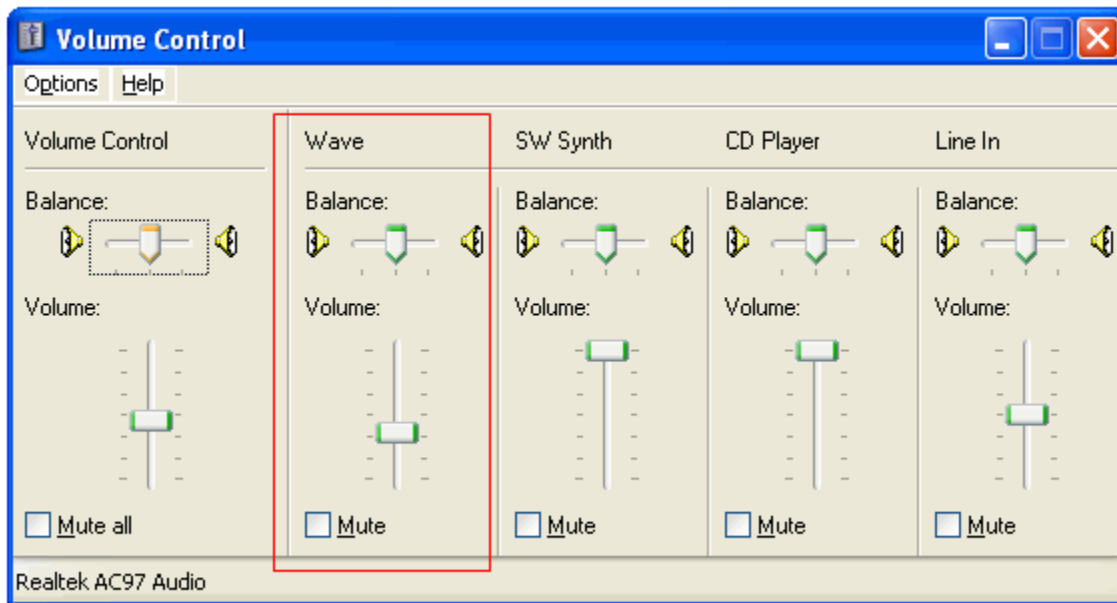 Volume Control
Options Help
Volume Control Wave SW Synth CD Player Line In
Balance: Balance: Balance: Balance: Balance:
Volume: Volume: Volume: Volume: Volume:
Mute all Mute Mute Mute Mute
Realtek AC97 Audio